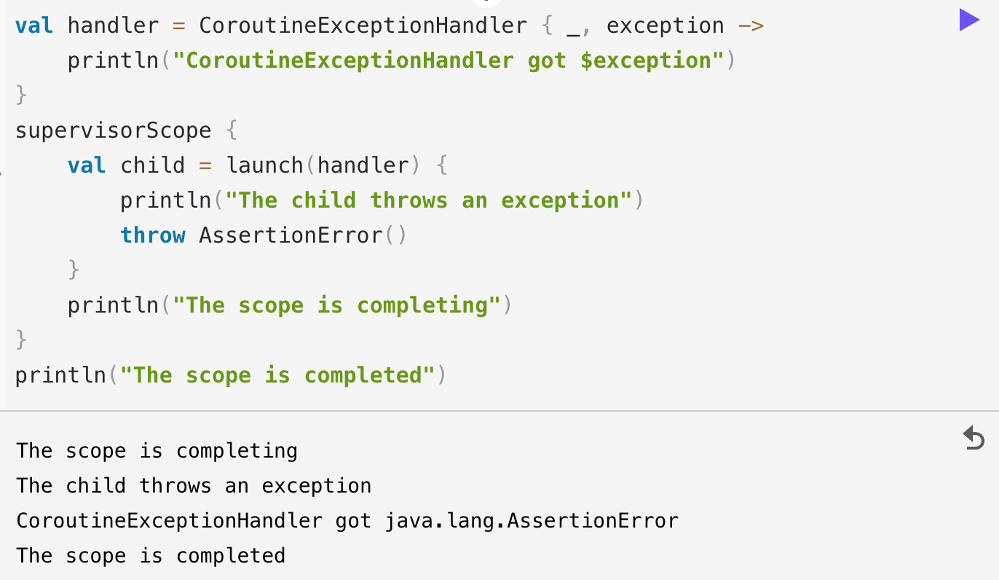 val handler = CoroutineExceptionHandler { _, exception ->
    println("CoroutineExceptionHandler got $exception")
}
supervisorScope {
    val child = launch(handler) {
        println("The child throws an exception")
        throw AssertionError()
    }
    println("The scope is completing")
}
println("The scope is completed")
The scope is completing
The child throws an exception
CoroutineExceptionHandler got java.lang.AssertionError
The scope is completed